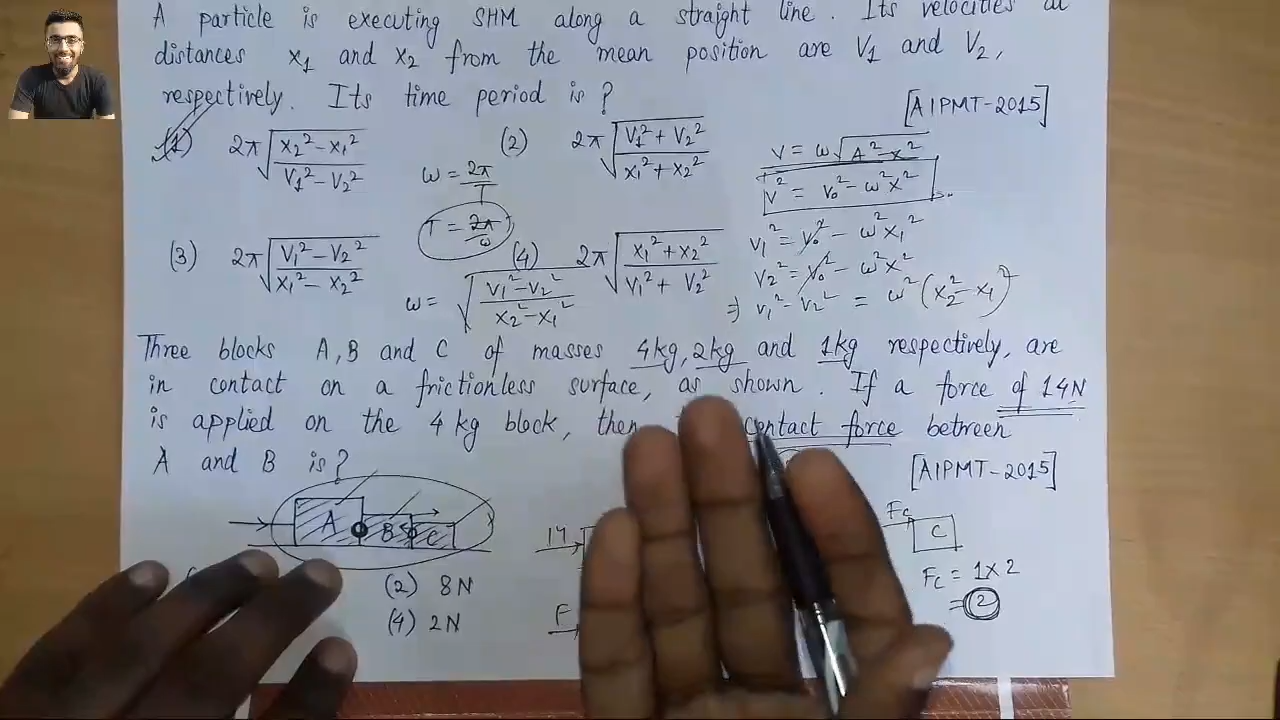 A particle is executing SHM along a straight line. Its velocities at
distances x₁ and x₂ from the mean position are V₁ and V₂,
respectively. Its time period is ?
[AIPMT-2015]
(1) 2π√((x₂² - x₁²)/(V₁² - V₂²))
(2) 2π√((V₁² + V₂²)/(x₁² + x₂²))
ω = 2π/T
T = 2π/ω
V = ω√(A² - x²)
V² = V₀² - ω²x²
(3) 2π√((V₁² - V₂²)/(x₁² - x₂²))
(4) 2π√((x₁² + x₂²)/(V₁² + V₂²))
V₁² = V₀² - ω²x₁²
V₂² = V₀² - ω²x₂²
ω = √((V₁² - V₂²)/(x₂² - x₁²))
⇒ V₁² - V₂² = ω²(x₂² - x₁²)
Three blocks A, B and C of masses 4kg, 2kg and 1kg respectively, are
in contact on a frictionless surface, as shown. If a force of 14N
is applied on the 4 kg block, then contact force between
A and B is?
[AIPMT-2015]
A B C
14
Fc C
(2) 8N
Fc = 1×2
(4) 2N
F
= 2